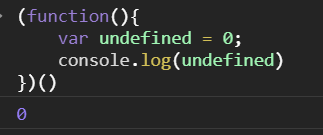 (function(){
    var undefined = 0;
    console.log(undefined)
})()
0